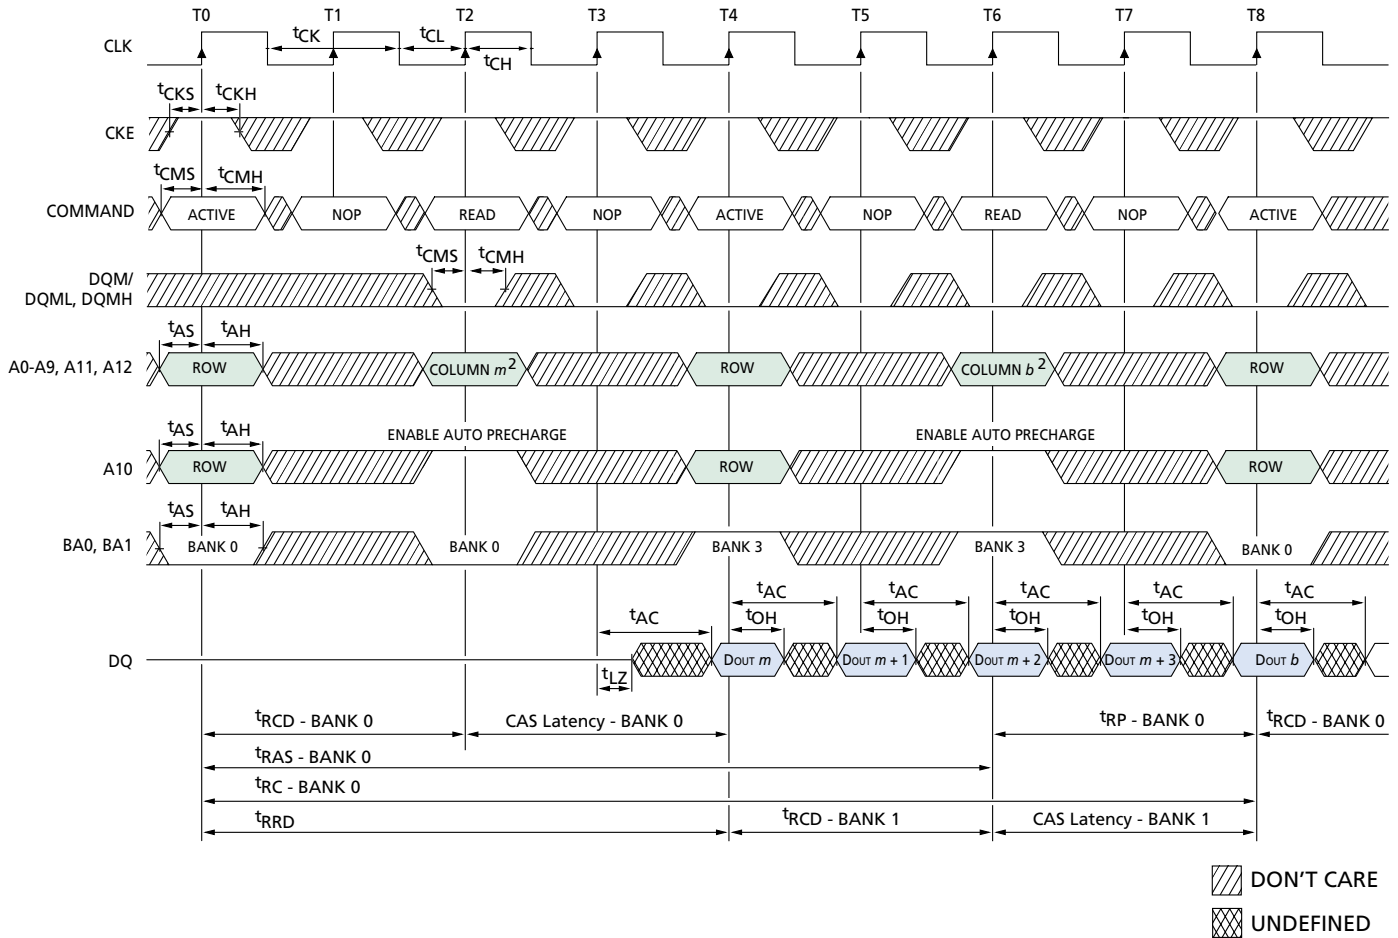 T0 T1 T2 T3 T4 T5 T6 T7 T8
CLK
tCK tCL
tCH
tCKS tCKH
CKE
tCMS tCMH
COMMAND ACTIVE NOP READ NOP ACTIVE NOP READ NOP ACTIVE
tCMS tCMH
DQM/
DQML, DQMH
tAS tAH
A0-A9, A11, A12 ROW COLUMN m2 ROW COLUMN b2 ROW
tAS tAH
ENABLE AUTO PRECHARGE ENABLE AUTO PRECHARGE
A10 ROW ROW ROW
tAS tAH
BA0, BA1 BANK 0 BANK 0 BANK 3 BANK 3 BANK 0
tAC tAC tAC tAC tAC
tAC tOH tOH tOH tOH tOH
DQ DOUT m DOUT m + 1 DOUT m + 2 DOUT m + 3 DOUT b
tLZ
tRCD - BANK 0 CAS Latency - BANK 0 tRP - BANK 0 tRCD - BANK 0
tRAS - BANK 0
tRC - BANK 0
tRRD tRCD - BANK 1 CAS Latency - BANK 1
DON'T CARE
UNDEFINED